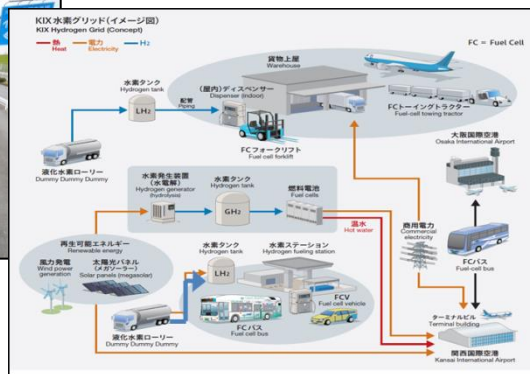 KIX 水素グリッド（イメージ図）
KIX Hydrogen Grid (Concept)
熱
Heat
電力
Electricity
H₂
FC = Fuel Cell
貨物上屋
Warehouse
水素タンク
Hydrogen tank
LH₂
配管
Piping
(屋内)ディスペンサー
Dispenser (indoor)
FCトーイングトラクター
Fuel-cell towing tractor
FCフォークリフト
Fuel cell forklift
液化水素ローリー
Dummy Dummy Dummy
大阪国際空港
Osaka International Airport
水素発生装置
(水電解)
Hydrogen generator
(hydrolysis)
水素タンク
Hydrogen tank
GH₂
燃料電池
Fuel cells
温水
Hot water
商用電力
Commercial
electricity
FCバス
Fuel-cell bus
再生可能エネルギー
Renewable energy
風力発電
Wind power
generation
太陽光パネル
(メガソーラー)
Solar panels (megasolar)
水素タンク
Hydrogen tank
LH₂
水素ステーション
Hydrogen fueling station
FCV
Fuel cell vehicle
FCバス
Fuel cell bus
液化水素ローリー
Dummy Dummy Dummy
ターミナルビル
Terminal building
関西国際空港
Kansai International Airport